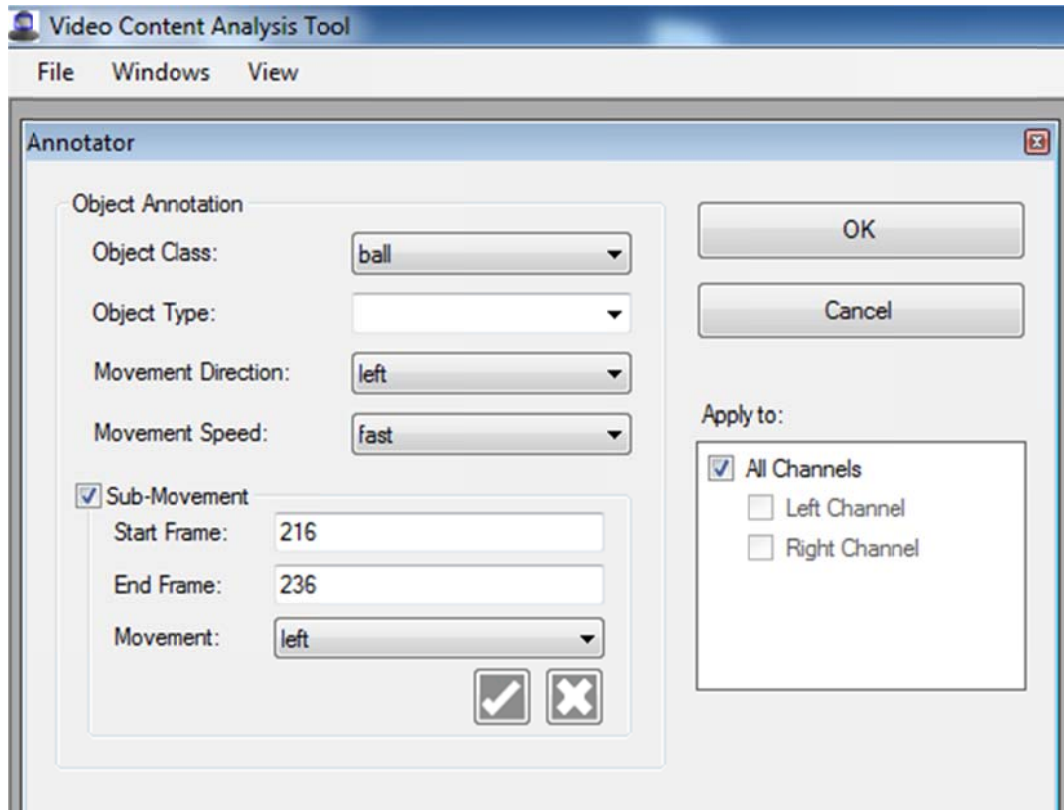 Video Content Analysis Tool
File Windows View
Annotator
Object Annotation
Object Class: ball
Object Type:
Movement Direction: left
Movement Speed: fast
Sub-Movement
Start Frame: 216
End Frame: 236
Movement: left
OK
Cancel
Apply to:
All Channels
Left Channel
Right Channel